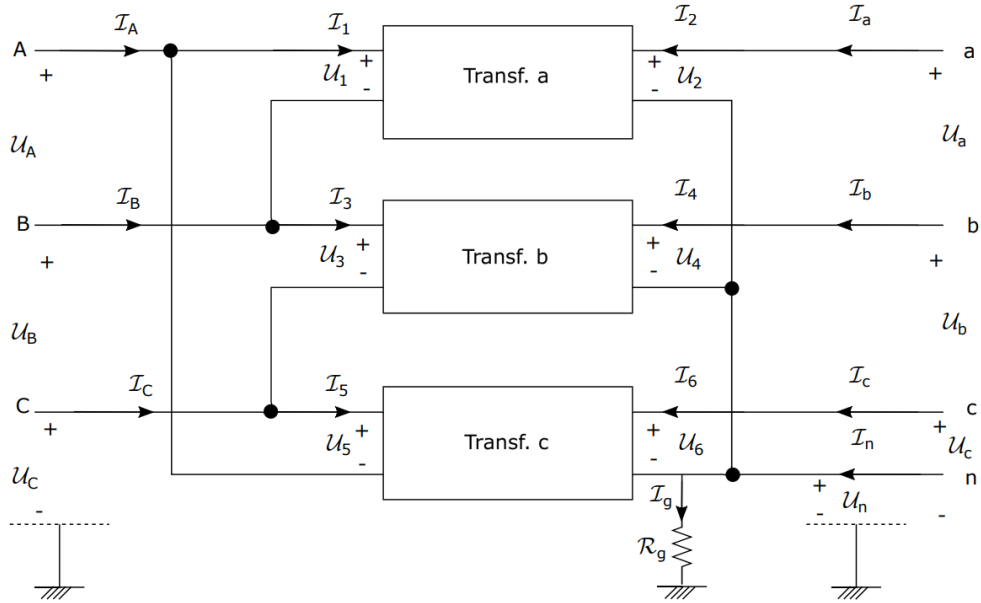 I_A I_1 I_2 I_a
A a
+ + + +
U_1 Transf. a U_2
- -
U_A U_a
I_B I_3 I_4 I_b
B b
+ U_3 + + U_4 +
- Transf. b -
U_B U_b
I_C I_5 I_6 I_c
C c
+ U_5 + + U_6 + U_c
- Transf. c - I_n
U_C I_g + U_n n
- - -
R_g